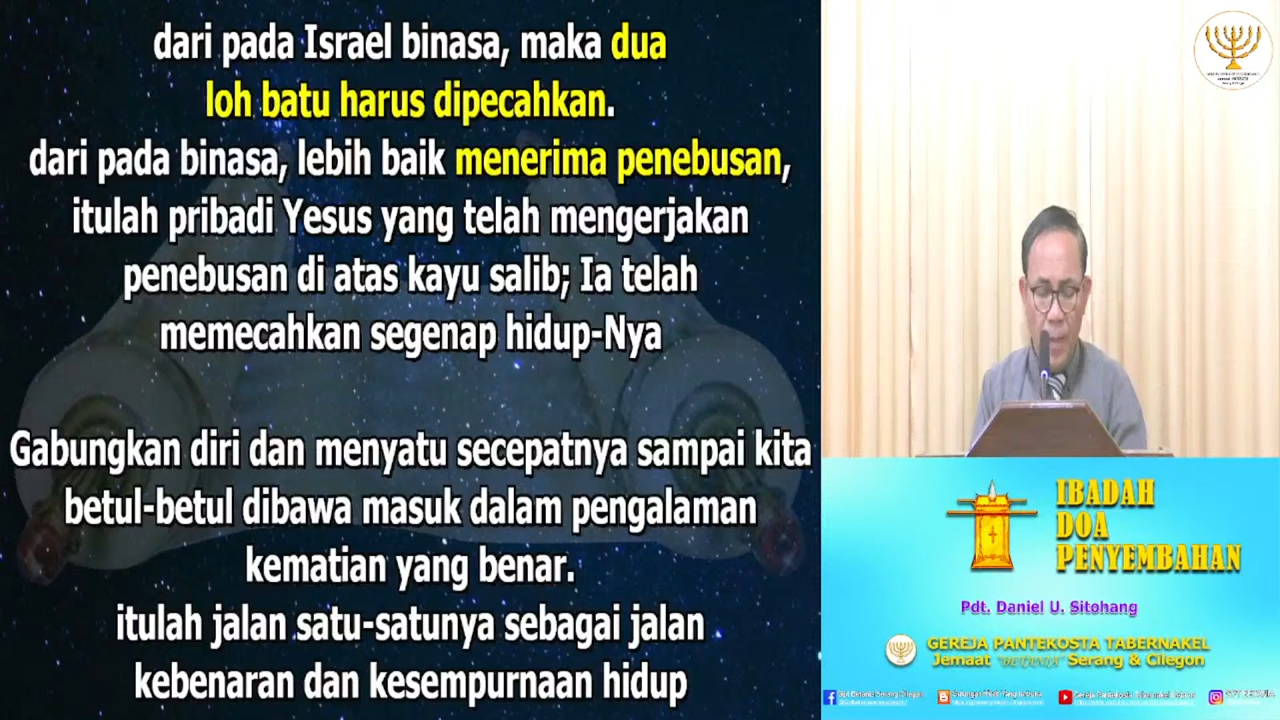 dari pada Israel binasa, maka dua
loh batu harus dipecahkan.
dari pada binasa, lebih baik menerima penebusan,
itulah pribadi Yesus yang telah mengerjakan
penebusan di atas kayu salib; Ia telah
memecahkan segenap hidup-Nya
Gabungkan diri dan menyatu secepatnya sampai kita
betul-betul dibawa masuk dalam pengalaman
kematian yang benar.
itulah jalan satu-satunya sebagai jalan
kebenaran dan kesempurnaan hidup
IBADAH
DOA
PENYEMBAHAN
Pdt. Daniel U. Sitohang
GEREJA PANTEKOSTA TABERNAKEL
Jemaat "BETANIA" Serang & Cilegon